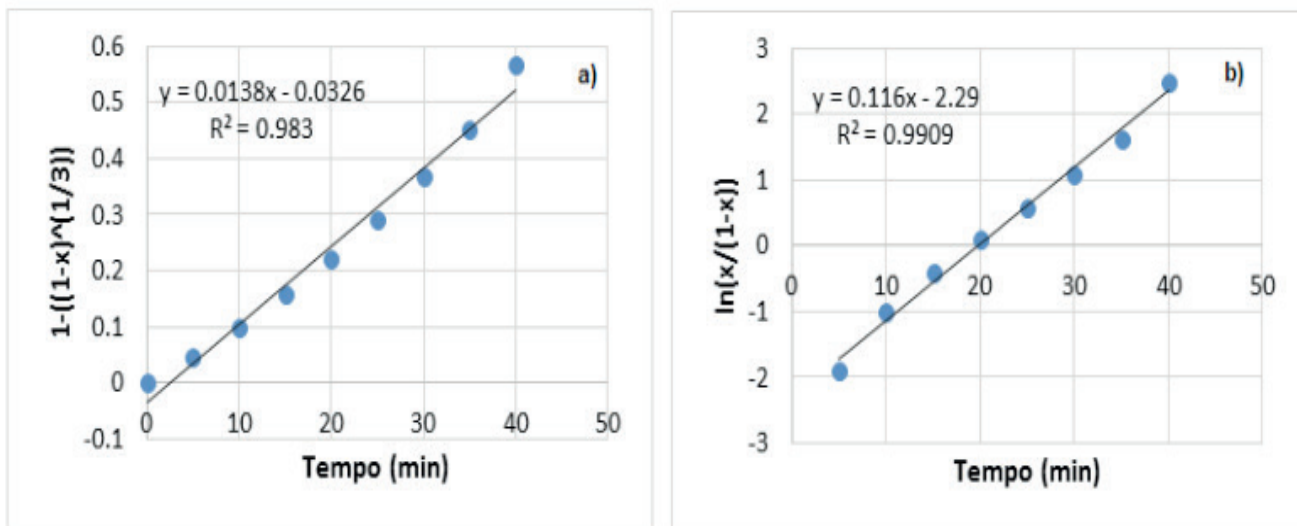 a)
y = 0.0138x - 0.0326
R² = 0.983
1-((1-x)^(1/3))
0.6
0.5
0.4
0.3
0.2
0.1
0
-0.1
0 10 20 30 40 50
Tempo (min)
b)
y = 0.116x - 2.29
R² = 0.9909
ln(x/(1-x))
3
2
1
0
-1
-2
-3
0 10 20 30 40 50
Tempo (min)